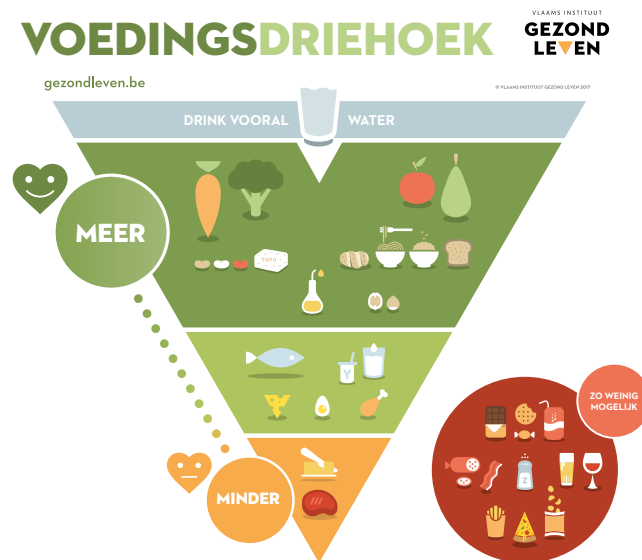 VLAAMS INSTITUUT
GEZOND
LEVEN
VOEDINGSDRIEHOEK
gezondleven.be
© VLAAMS INSTITUUT GEZOND LEVEN 2017
DRINK VOORAL WATER
MEER
TOFU
Y
ZO WEINIG
MOGELIJK
Z
MINDER